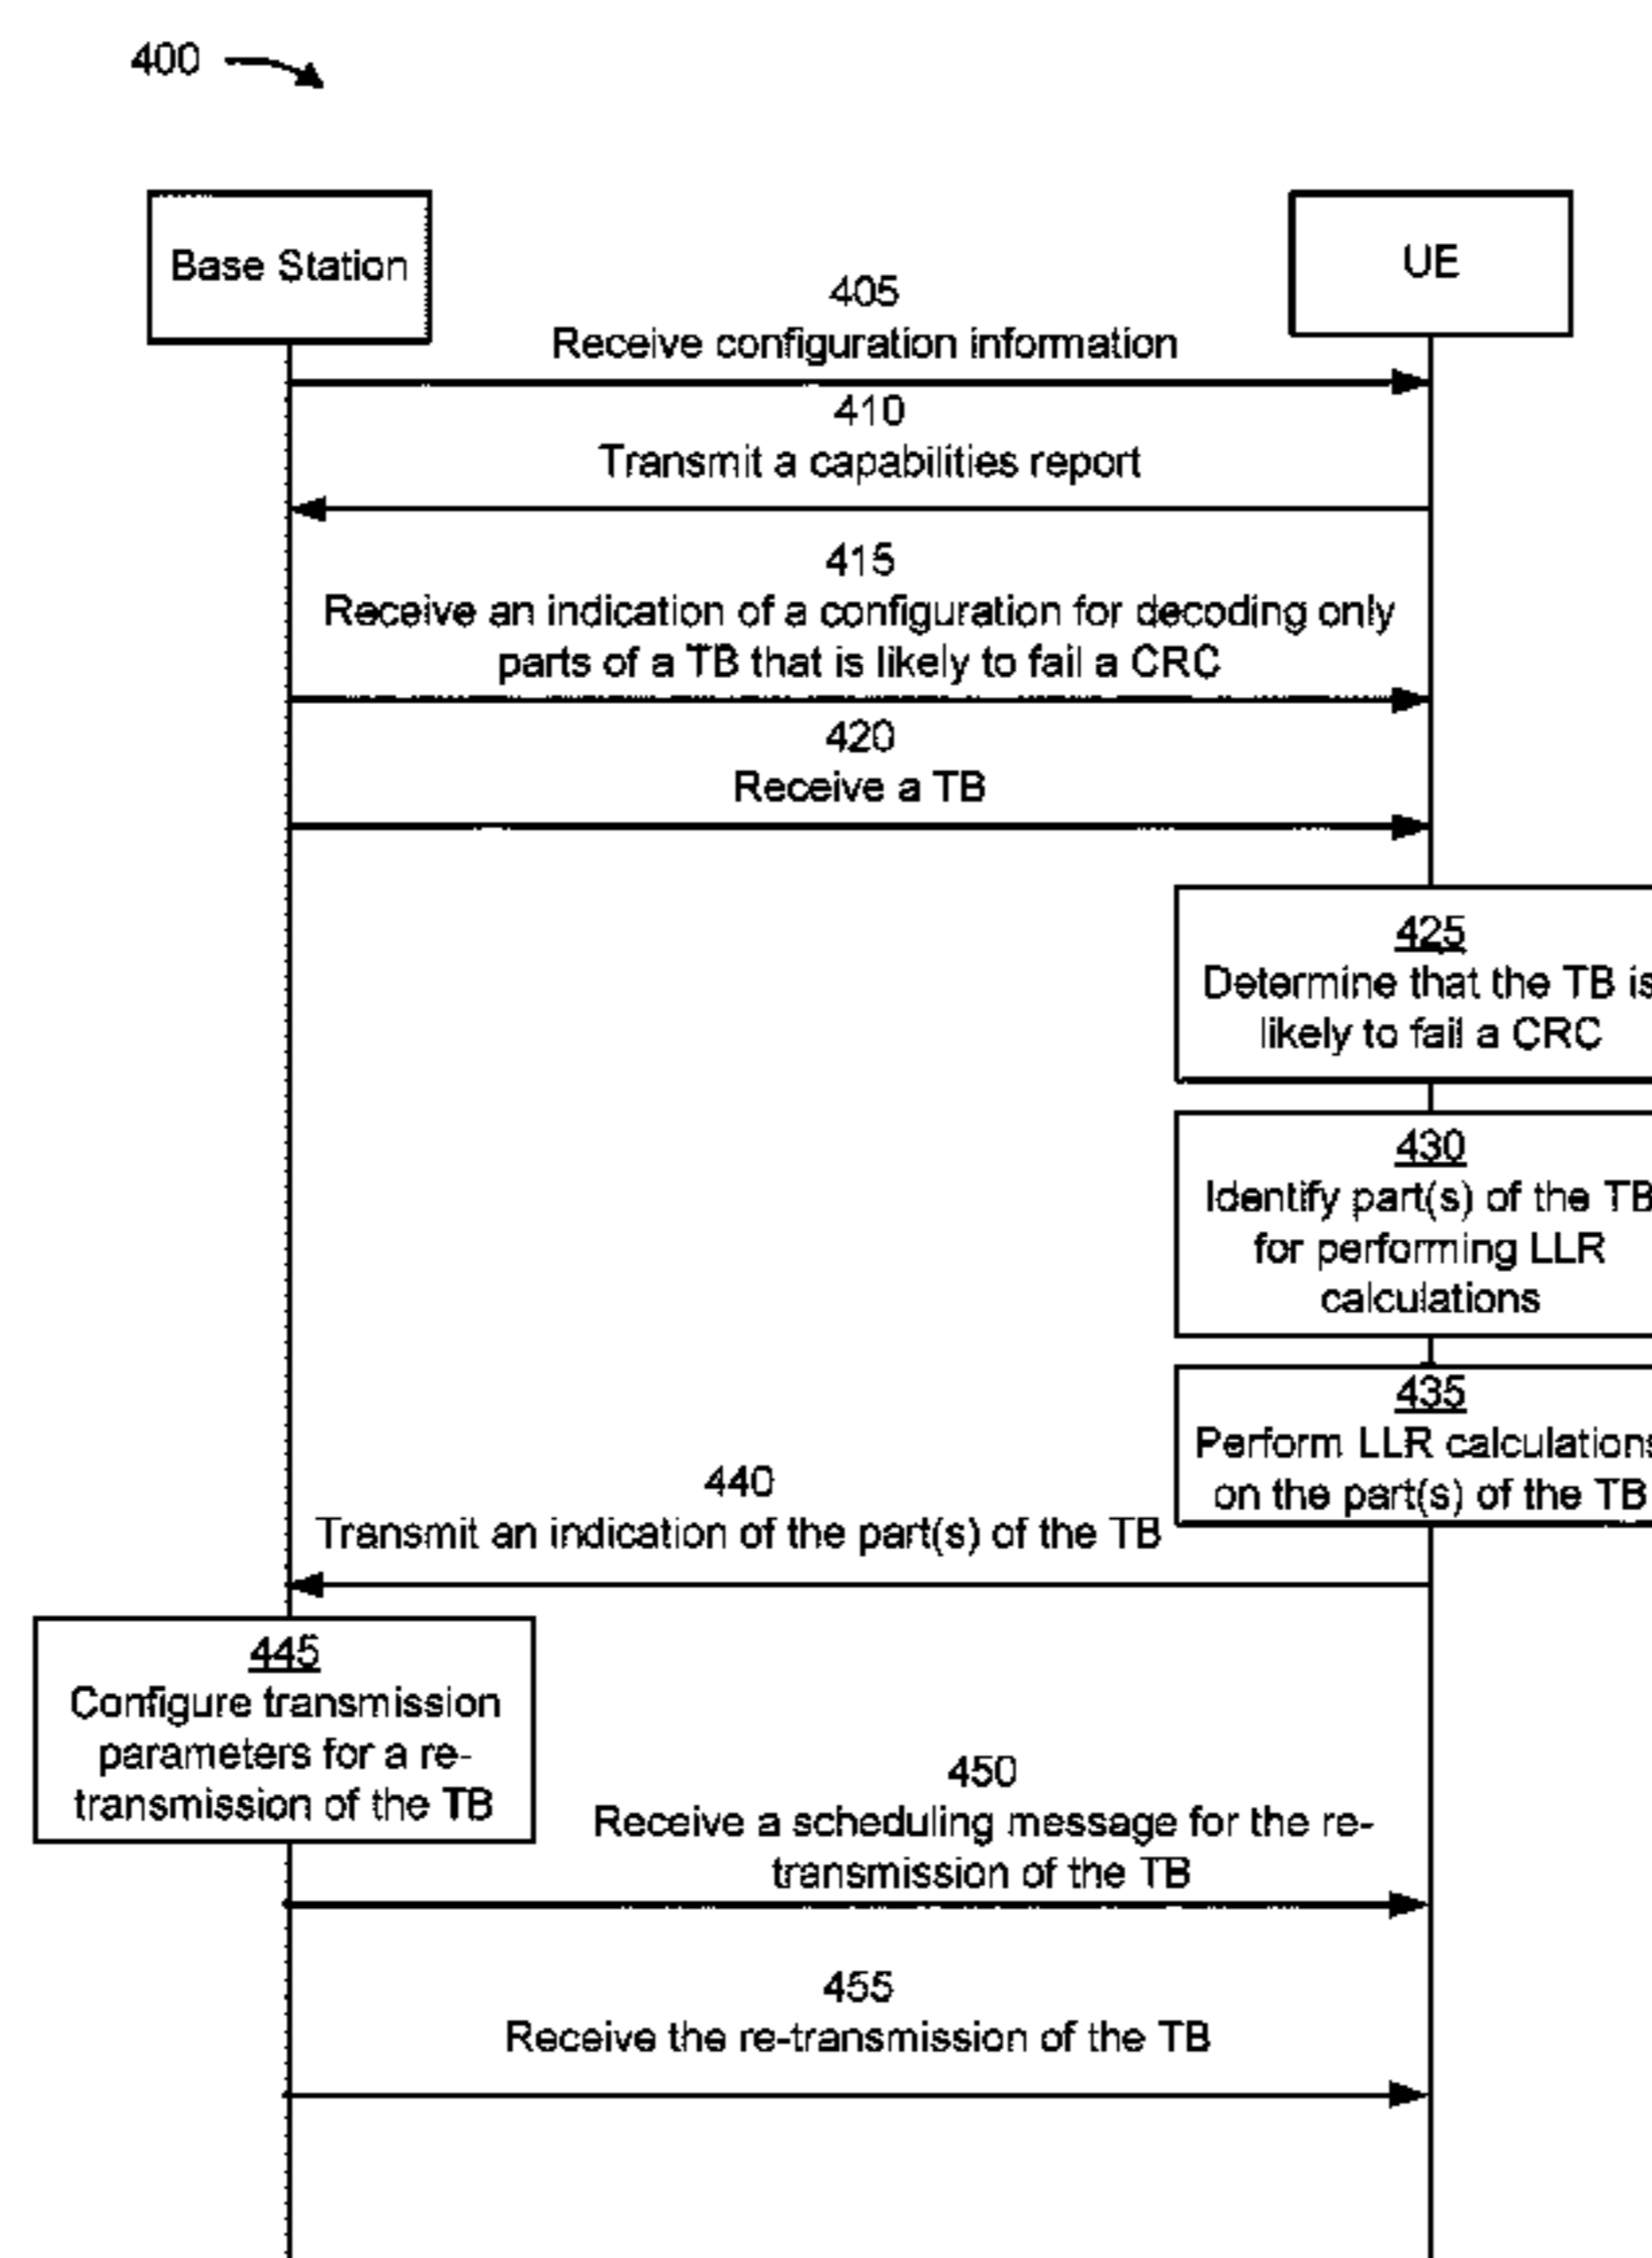 400
Base Station
UE
405
Receive configuration information
410
Transmit a capabilities report
415
Receive an indication of a configuration for decoding only
parts of a TB that is likely to fail a CRC
420
Receive a TB
425
Determine that the TB is
likely to fail a CRC
430
Identify part(s) of the TB
for performing LLR
calculations
435
Perform LLR calculations
on the part(s) of the TB
440
Transmit an indication of the part(s) of the TB
445
Configure transmission
parameters for a re-
transmission of the TB
450
Receive a scheduling message for the re-
transmission of the TB
455
Receive the re-transmission of the TB